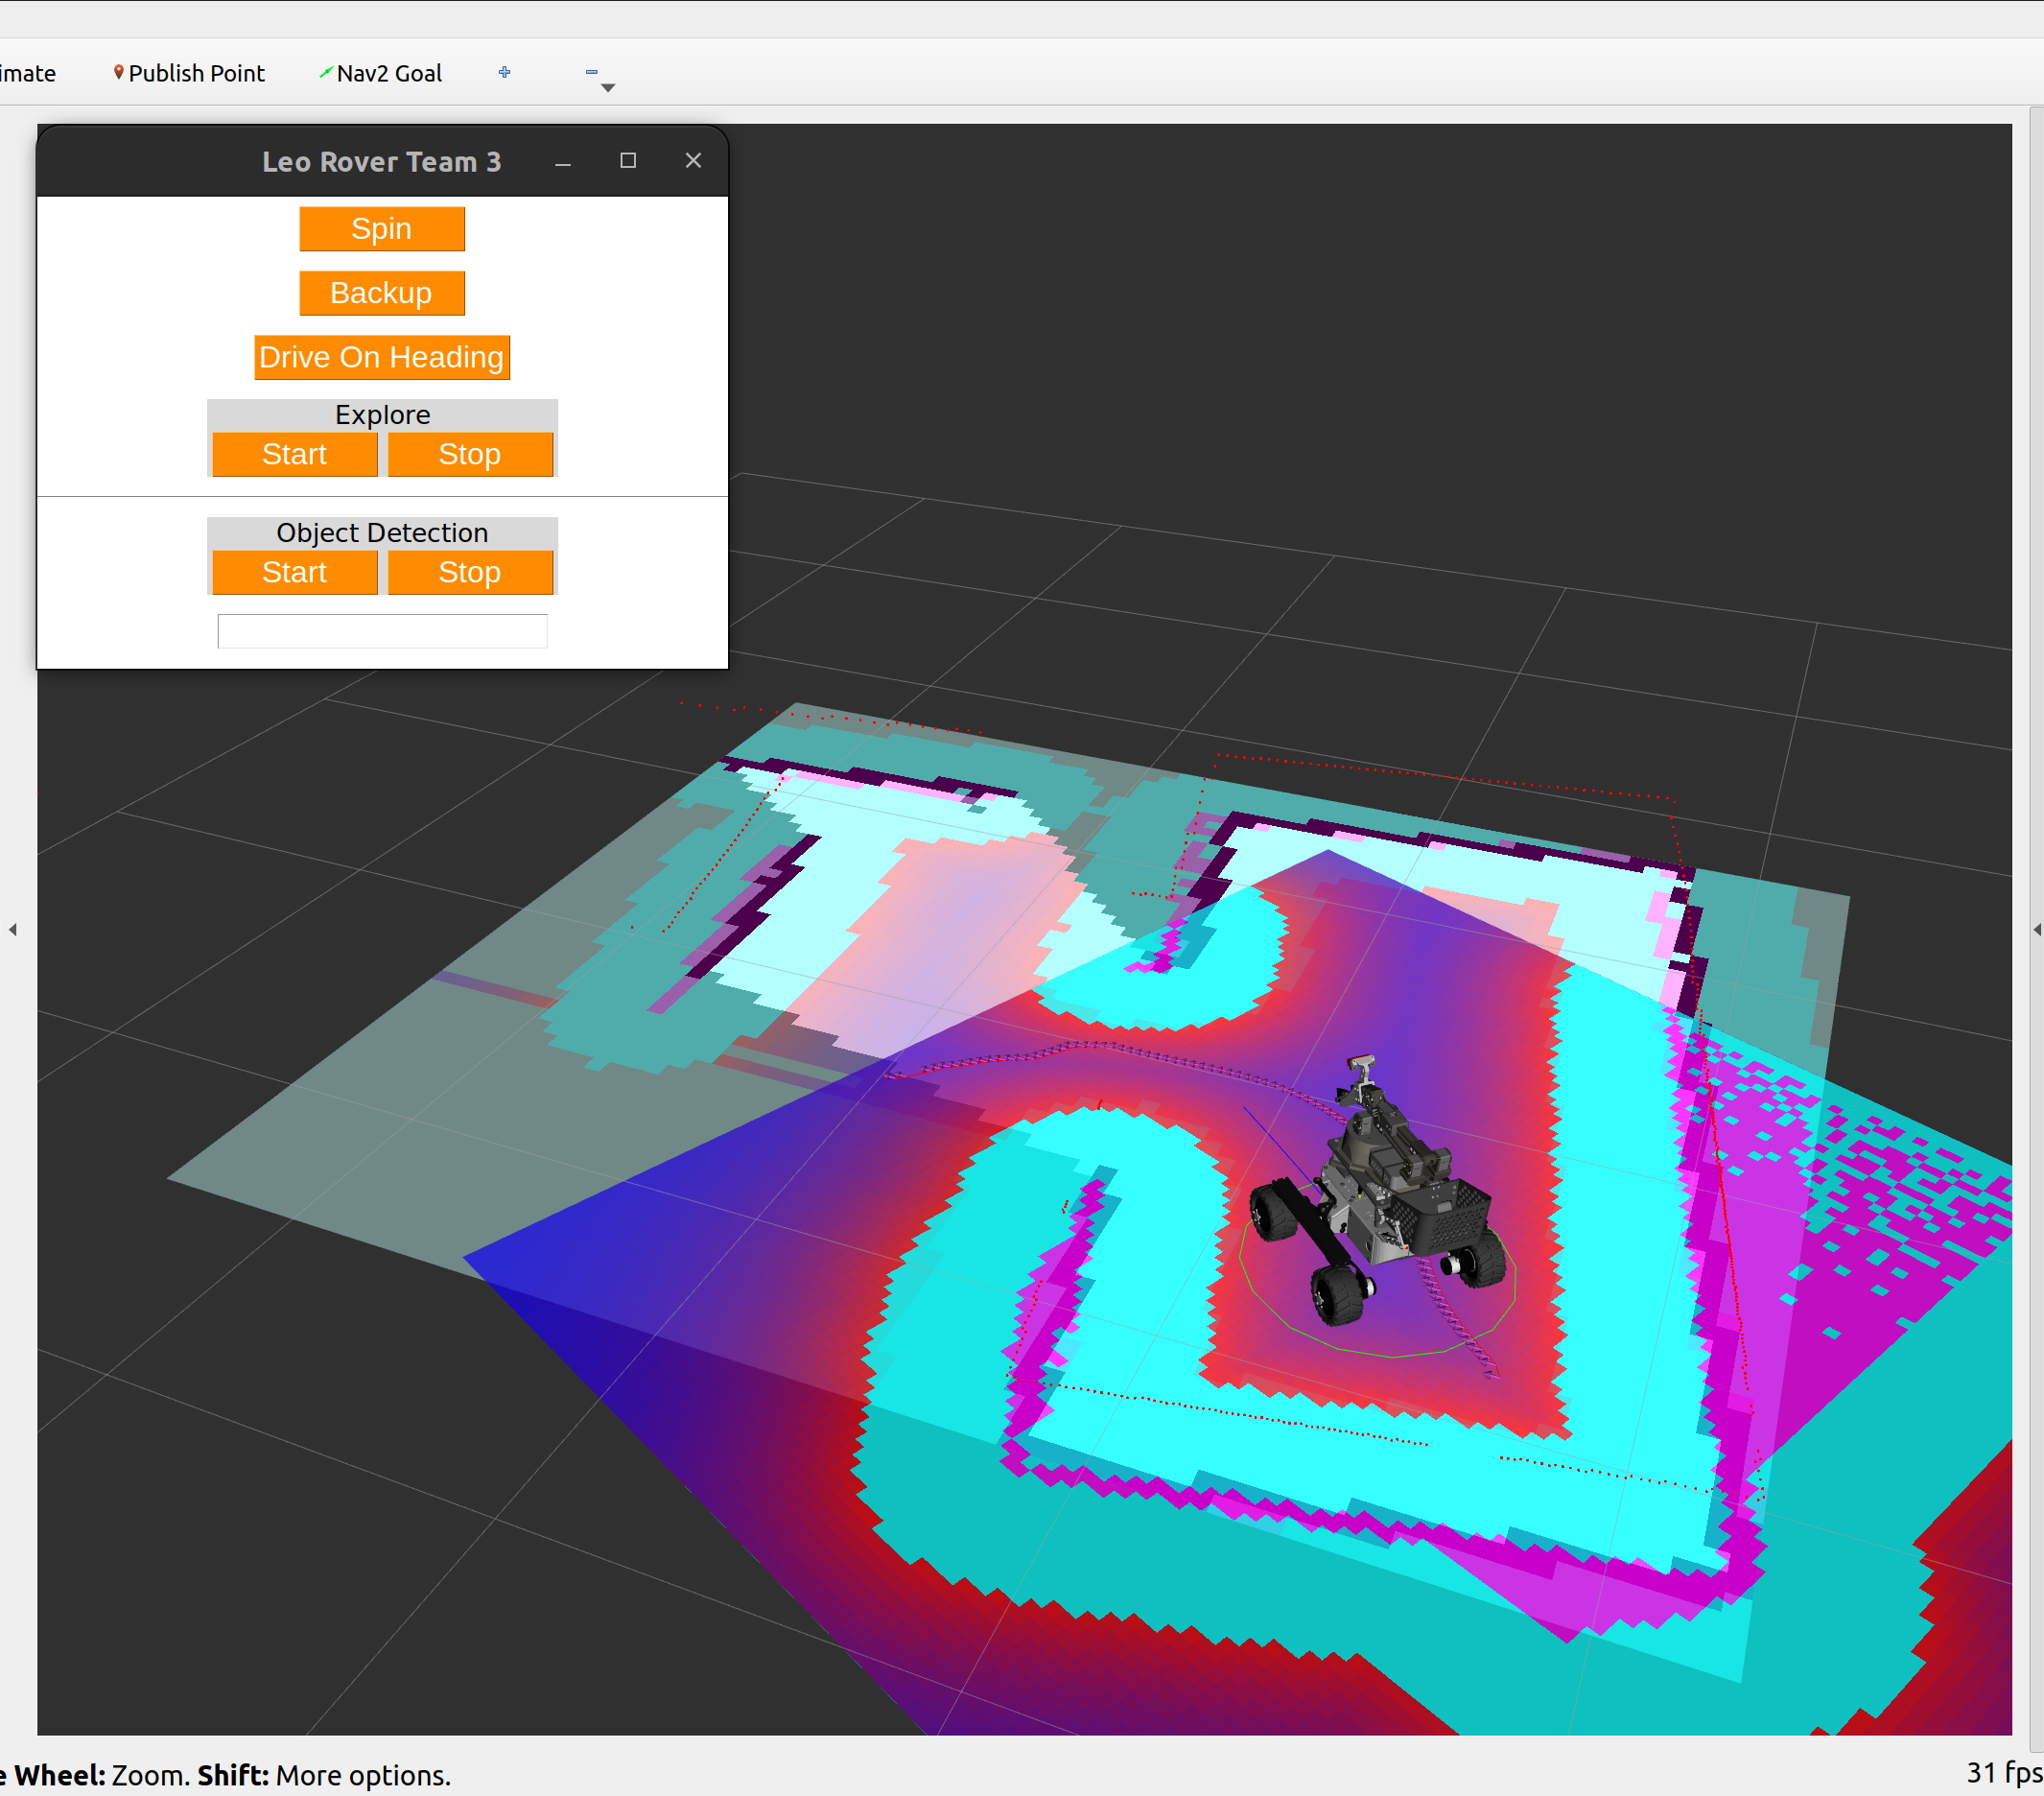 imate Publish Point Nav2 Goal
Leo Rover Team 3
Spin
Backup
Drive On Heading
Explore
Start Stop
Object Detection
Start Stop
e Wheel: Zoom. Shift: More options. 31 fps